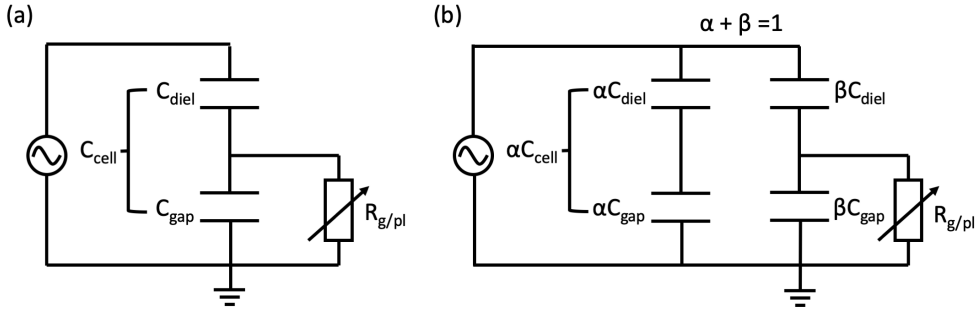 (a)
C_diel
C_cell
C_gap
R_g/pl
(b)
α + β =1
αC_diel
βC_diel
αC_cell
αC_gap
βC_gap
R_g/pl